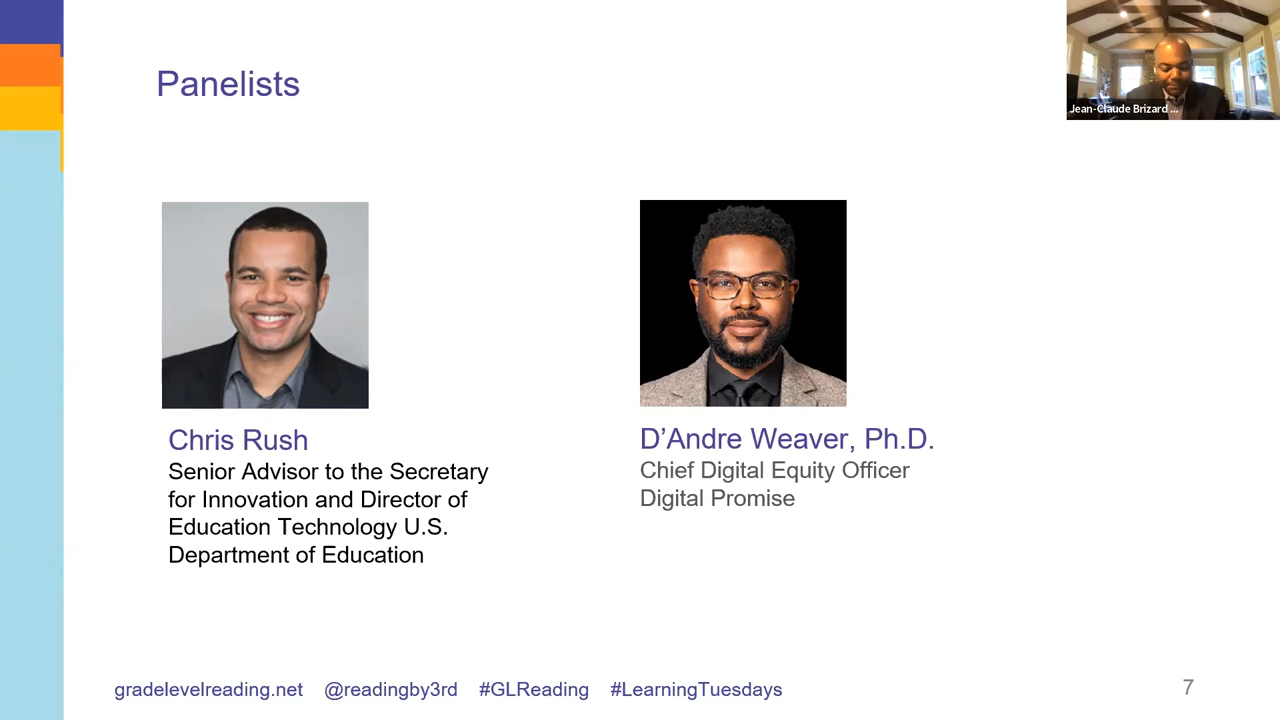 Panelists
Jean-Claude Brizard ...
Chris Rush
Senior Advisor to the Secretary
for Innovation and Director of
Education Technology U.S.
Department of Education
D’Andre Weaver, Ph.D.
Chief Digital Equity Officer
Digital Promise
gradelevelreading.net @readingby3rd #GLReading #LearningTuesdays
7